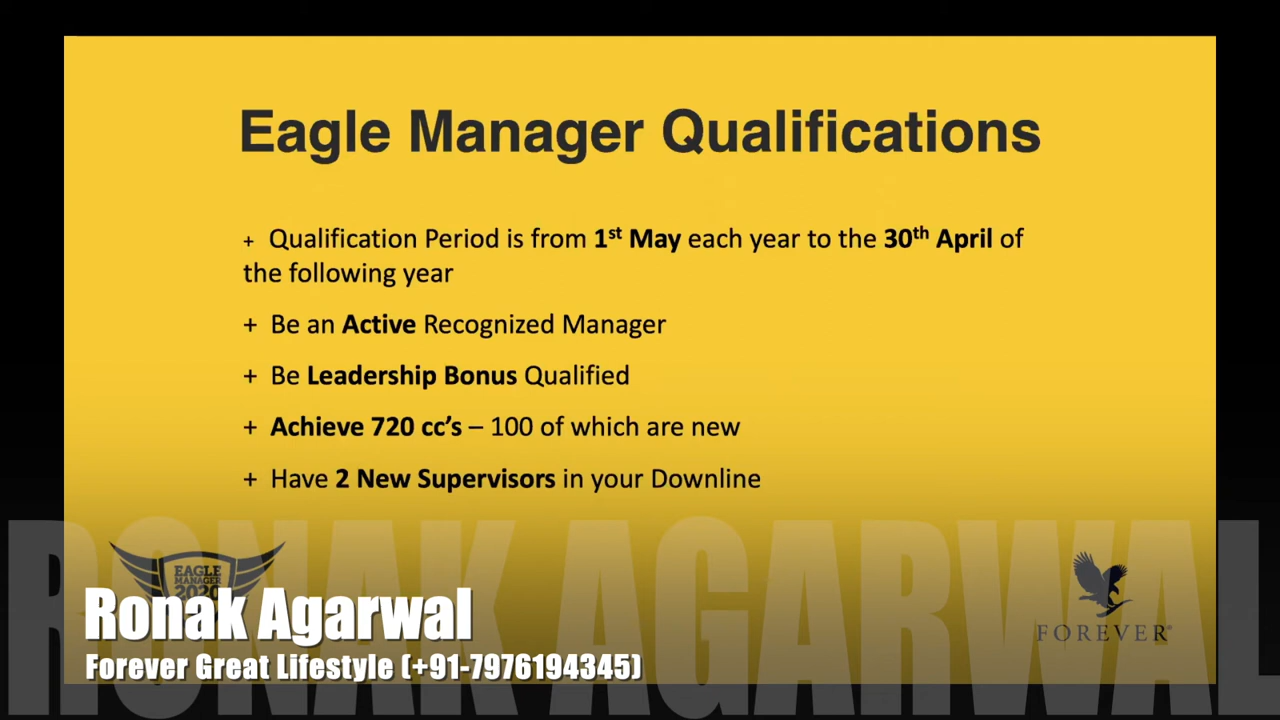 Eagle Manager Qualifications
+ Qualification Period is from 1st May each year to the 30th April of
the following year
+ Be an Active Recognized Manager
+ Be Leadership Bonus Qualified
+ Achieve 720 cc's – 100 of which are new
+ Have 2 New Supervisors in your Downline
RONAK AGARWAL
EAGLE
MANAGER
2020
Ronak Agarwal
Forever Great Lifestyle (+91-7976194345)
FOREVER®